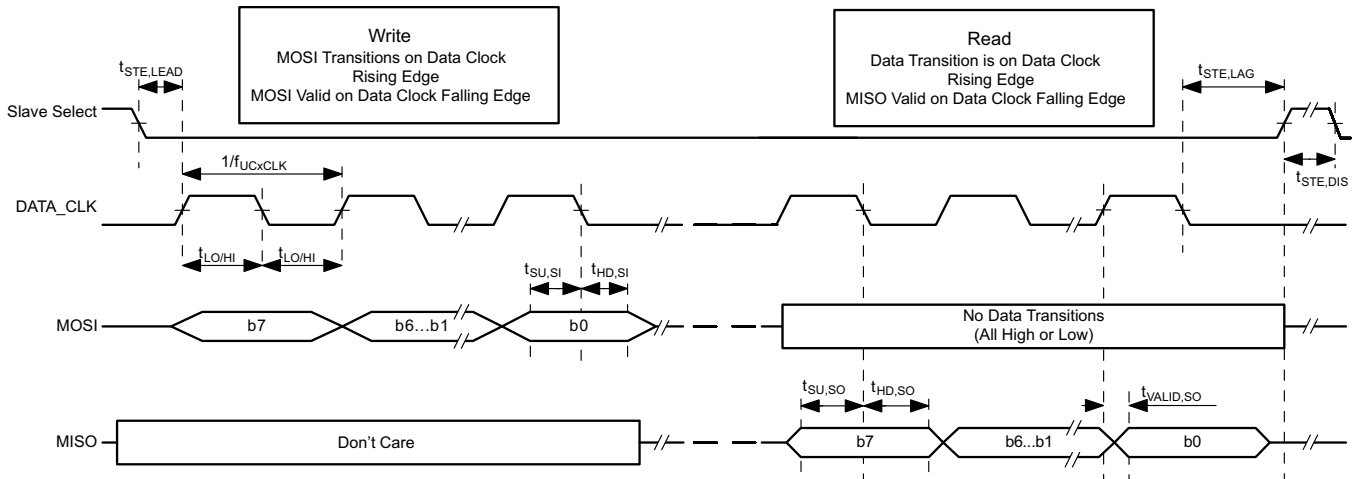 Write
MOSI Transitions on Data Clock
Rising Edge
MOSI Valid on Data Clock Falling Edge
Read
Data Transition is on Data Clock
Rising Edge
MISO Valid on Data Clock Falling Edge
tSTE,LEAD
tSTE,LAG
Slave Select
1/fUCxCLK
tSTE,DIS
DATA_CLK
tLO/HI
tLO/HI
tSU,SI
tHD,SI
MOSI
b7
b6...b1
b0
No Data Transitions
(All High or Low)
tSU,SO
tHD,SO
tVALID,SO
MISO
Don't Care
b7
b6...b1
b0